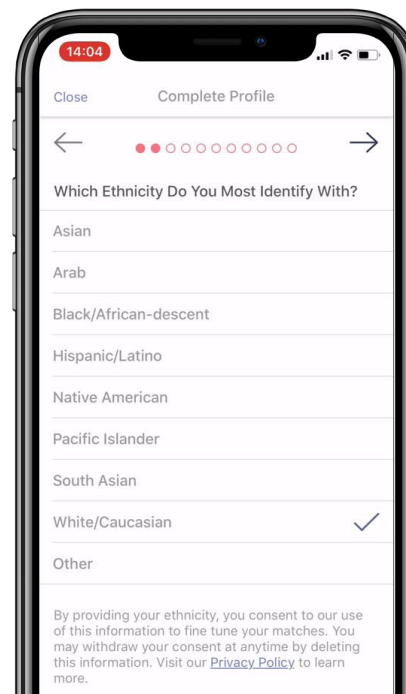 14:04
Close Complete Profile
Which Ethnicity Do You Most Identify With?
Asian
Arab
Black/African-descent
Hispanic/Latino
Native American
Pacific Islander
South Asian
White/Caucasian
Other
By providing your ethnicity, you consent to our use
of this information to fine tune your matches. You
may withdraw your consent at anytime by deleting
this information. Visit our Privacy Policy to learn
more.